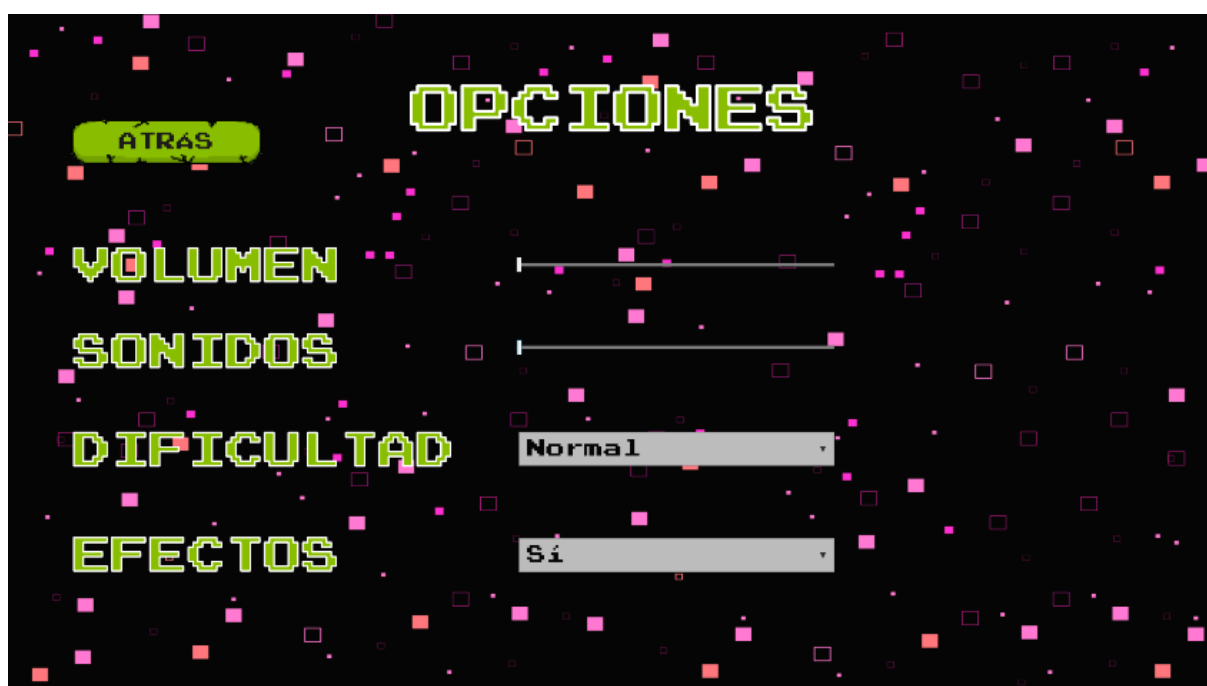 OPCIONES
ATRÁS
VOLUMEN
SONIDOS
DIFICULTAD
Normal
EFECTOS
Sí